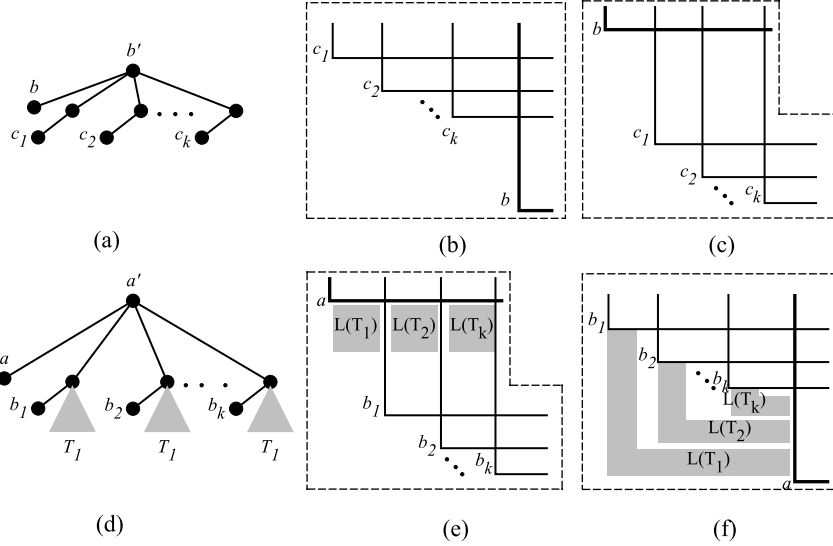 b'
b
c1
c2
. . .
ck
(a)
c1
c2
ck
b
(b)
b
c1
c2
ck
(c)
a'
a
b1
b2
. . .
bk
T1
T1
T1
(d)
a
L(T1)
L(T2)
L(Tk)
b1
b2
bk
(e)
b1
b2
bk
L(Tk)
L(T2)
L(T1)
a
(f)